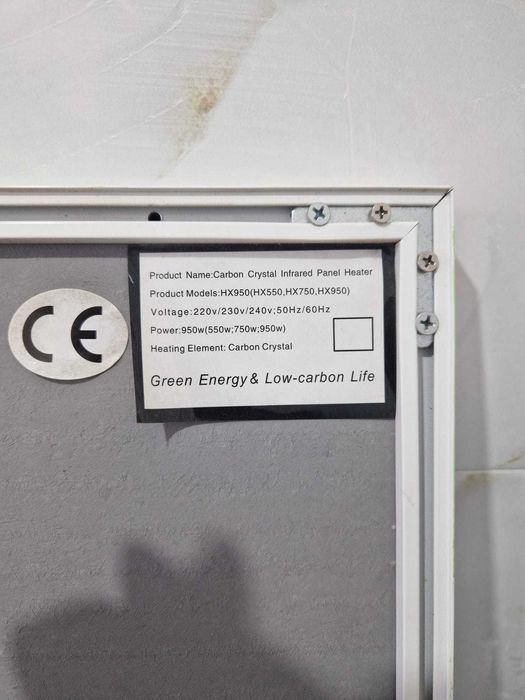 CE
Product Name:Carbon Crystal Infrared Panel Heater
Product Models:HX950(HX550,HX750,HX950)
Voltage:220v/230v/240v;50Hz/60Hz
Power:950w(550w;750w;950w)
Heating Element: Carbon Crystal
Green Energy & Low-carbon Life